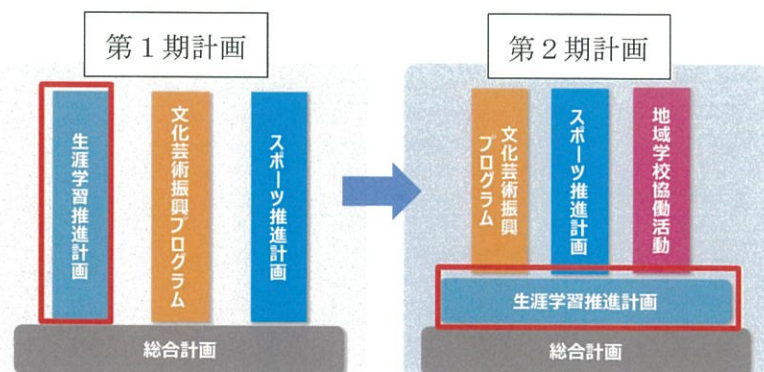 第１期計画
生涯学習推進計画
文化芸術振興プログラム
スポーツ推進計画
総合計画
第２期計画
文化芸術振興
プログラム
スポーツ推進計画
地域学校協働活動
生涯学習推進計画
総合計画